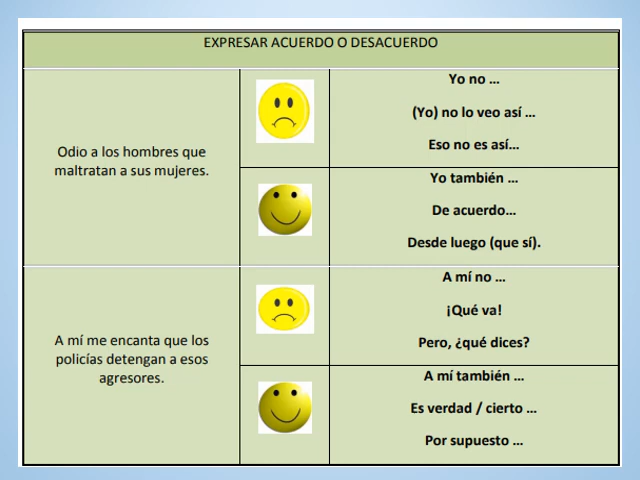 EXPRESAR ACUERDO O DESACUERDO
Odio a los hombres que
maltratan a sus mujeres.
Yo no ...
(Yo) no lo veo así ...
Eso no es así...
Yo también ...
De acuerdo...
Desde luego (que sí).
A mí me encanta que los
policías detengan a esos
agresores.
A mí no ...
¡Qué va!
Pero, ¿qué dices?
A mí también ...
Es verdad / cierto ...
Por supuesto ...